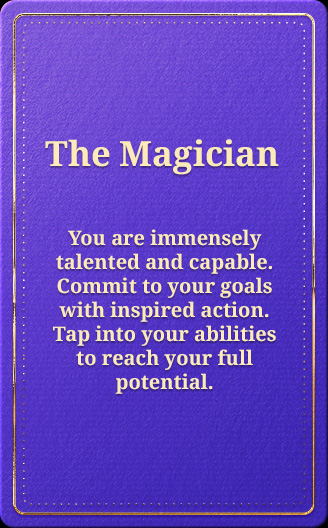 The Magician
You are immensely
talented and capable.
Commit to your goals
with inspired action.
Tap into your abilities
to reach your full
potential.